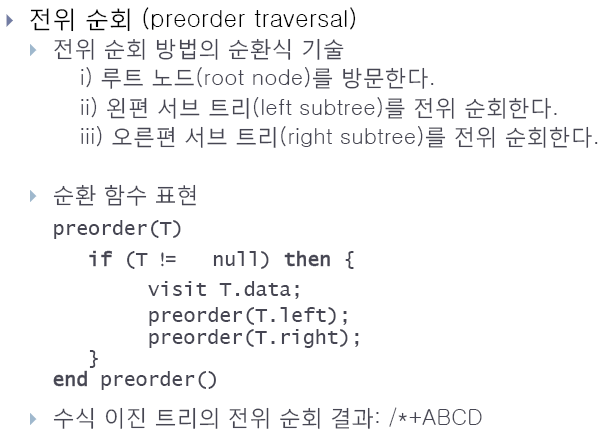 전위 순회 (preorder traversal)
전위 순회 방법의 순환식 기술
i) 루트 노드(root node)를 방문한다.
ii) 왼편 서브 트리(left subtree)를 전위 순회한다.
iii) 오른편 서브 트리(right subtree)를 전위 순회한다.
순환 함수 표현
preorder(T)
if (T != null) then {
visit T.data;
preorder(T.left);
preorder(T.right);
}
end preorder()
수식 이진 트리의 전위 순회 결과: /*+ABCD